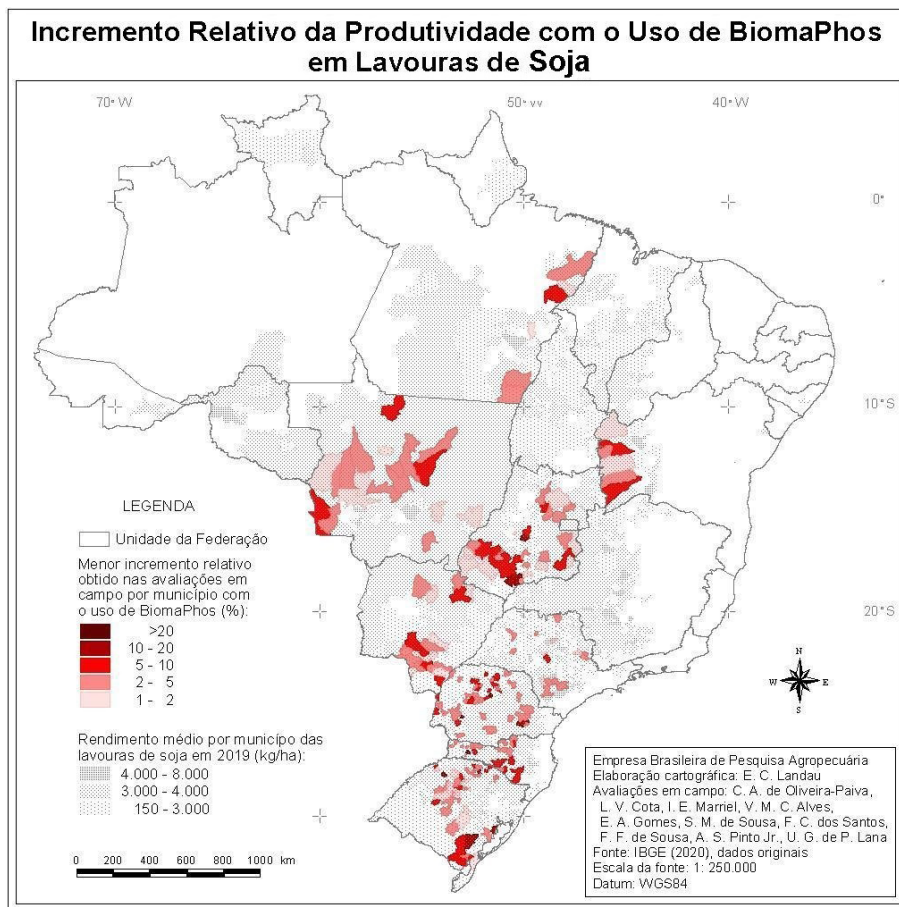 Incremento Relativo da Produtividade com o Uso de BiomaPhos
em Lavouras de Soja
70° W
50° W
40° W
0°
10°S
20°S
LEGENDA
Unidade da Federação
Menor incremento relativo
obtido nas avaliações em
campo por município com
o uso de BiomaPhos (%):
>20
10 - 20
5 - 10
2 - 5
1 - 2
Rendimento médio por municípo das
lavouras de soja em 2019 (kg/ha):
4.000 - 8.000
3.000 - 4.000
150 - 3.000
0 200 400 600 800 1000 km
N
W E
S
Empresa Brasileira de Pesquisa Agropecuária
Elaboração cartográfica: E. C. Landau
Avaliações em campo: C. A. de Oliveira-Paiva,
L. V. Cota, I. E. Marriel, V. M. C. Alves,
E. A. Gomes, S. M. de Sousa, F. C. dos Santos,
F. F. de Sousa, A. S. Pinto Jr., U. G. de P. Lana
Fonte: IBGE (2020), dados originais
Escala da fonte: 1: 250.000
Datum: WGS84